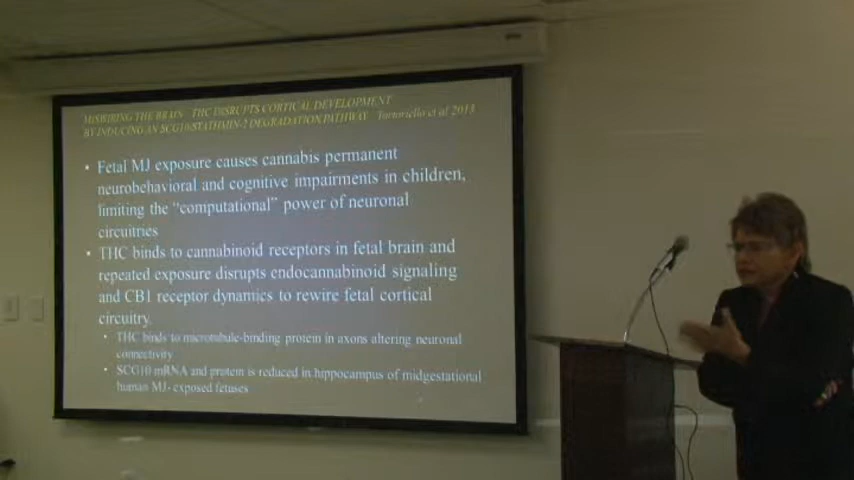 MISWIRING THE BRAIN THC DISRUPTS CORTICAL DEVELOPMENT
BY INDUCING AN SCG10/STATHMIN-2 DEGRADATION PATHWAY Tortoriello et al 2013
• Fetal MJ exposure causes cannabis permanent
neurobehavioral and cognitive impairments in children,
limiting the "computational" power of neuronal
circuitries
• THC binds to cannabinoid receptors in fetal brain and
repeated exposure disrupts endocannabinoid signaling
and CB1 receptor dynamics to rewire fetal cortical
circuitry.
• THC binds to microtubule-binding protein in axons altering neuronal
connectivity
• SCG10 mRNA and protein is reduced in hippocampus of midgestational
human MJ- exposed fetuses